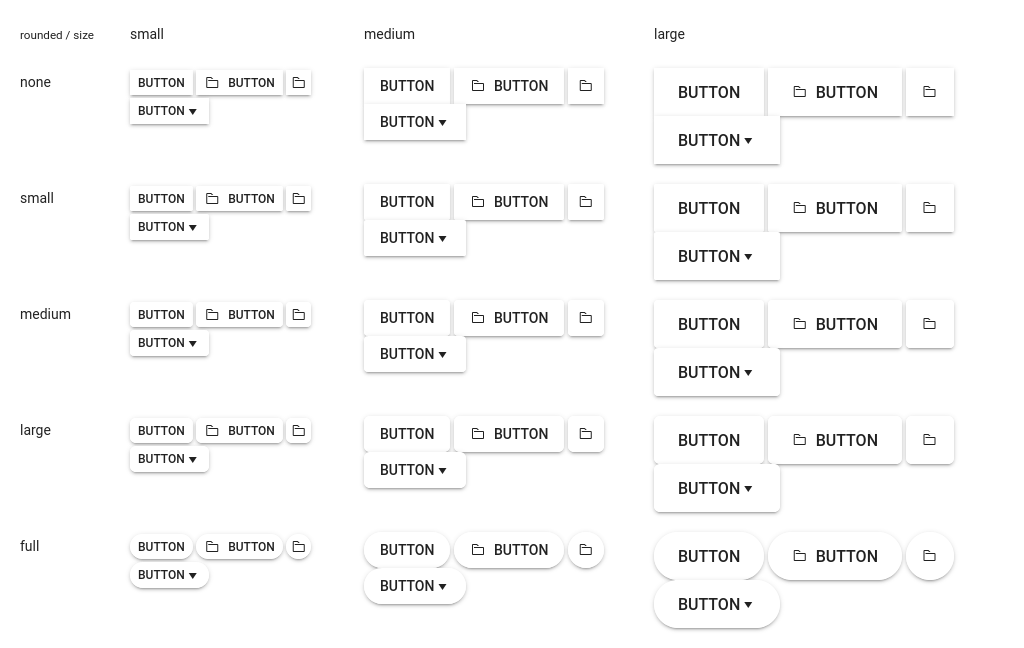 rounded / size small medium large
none BUTTON BUTTON BUTTON BUTTON BUTTON BUTTON
BUTTON BUTTON BUTTON
small BUTTON BUTTON BUTTON BUTTON BUTTON BUTTON
BUTTON BUTTON BUTTON
medium BUTTON BUTTON BUTTON BUTTON BUTTON BUTTON
BUTTON BUTTON BUTTON
large BUTTON BUTTON BUTTON BUTTON BUTTON BUTTON
BUTTON BUTTON BUTTON
full BUTTON BUTTON BUTTON BUTTON BUTTON BUTTON
BUTTON BUTTON BUTTON